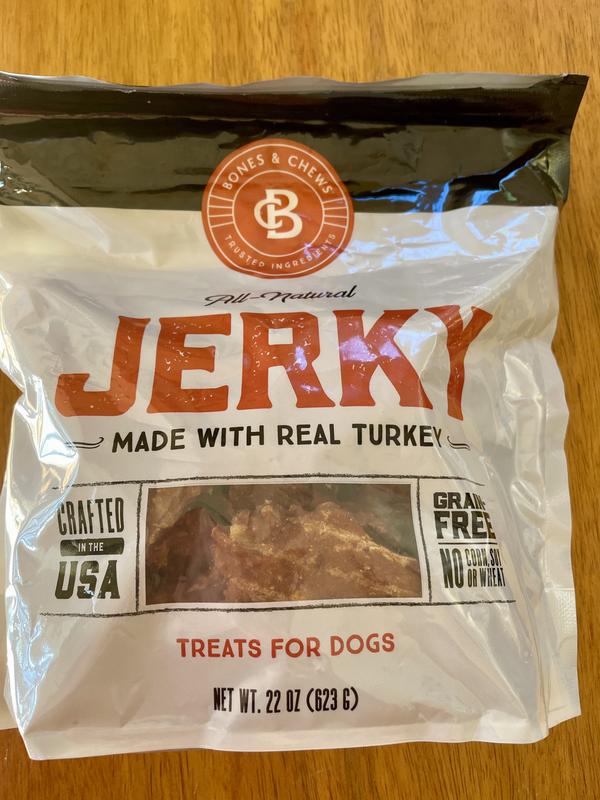 BONES & CHEWS
CB
TRUSTED INGREDIENTS
All-Natural
JERKY
MADE WITH REAL TURKEY
CRAFTED
IN THE
USA
GRAIN
FREE
NO CORN, SOY
OR WHEAT
TREATS FOR DOGS
NET WT. 22 OZ (623 G)